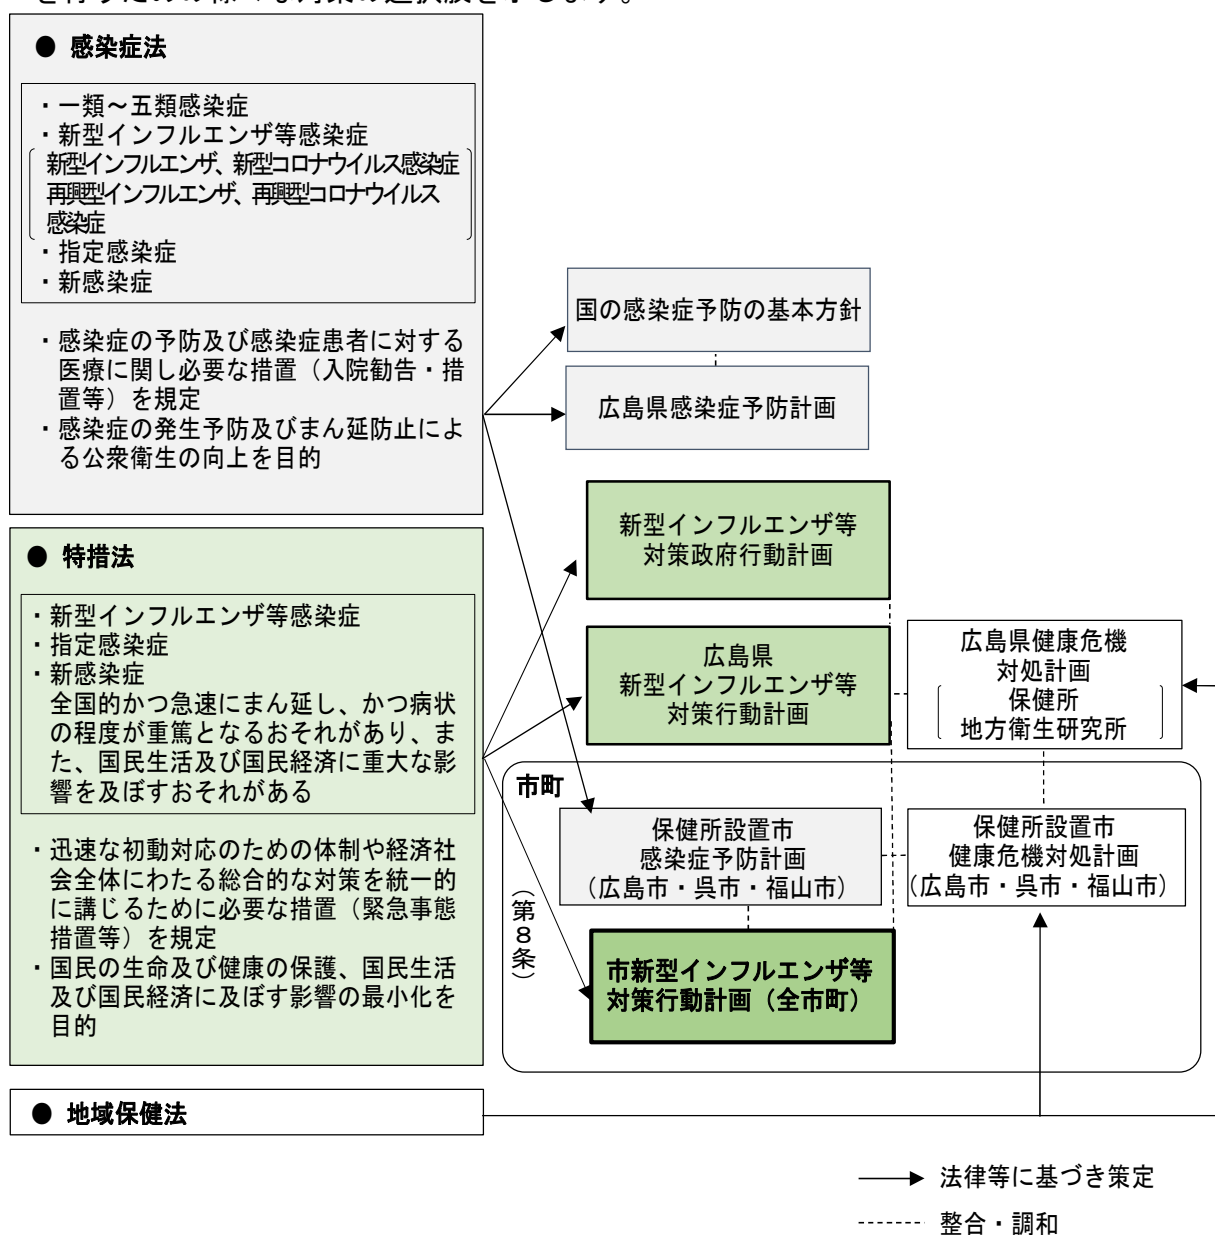 を行うための様々な対策の選択肢を示します。
● 感染症法
・一類～五類感染症
・新型インフルエンザ等感染症
新型インフルエンザ、新型コロナウイルス感染症
再興型インフルエンザ、再興型コロナウイルス
感染症
・指定感染症
・新感染症
・感染症の予防及び感染症患者に対する
医療に関し必要な措置（入院勧告・措
置等）を規定
・感染症の発生予防及びまん延防止によ
る公衆衛生の向上を目的
国の感染症予防の基本方針
広島県感染症予防計画
● 特措法
・新型インフルエンザ等感染症
・指定感染症
・新感染症
全国的かつ急速にまん延し、かつ病状
の程度が重篤となるおそれがあり、ま
た、国民生活及び国民経済に重大な影
響を及ぼすおそれがある
・迅速な初動対応のための体制や経済社
会全体にわたる総合的な対策を統一的
に講じるために必要な措置（緊急事態
措置等）を規定
・国民の生命及び健康の保護、国民生活
及び国民経済に及ぼす影響の最小化を
目的
新型インフルエンザ等
対策政府行動計画
広島県
新型インフルエンザ等
対策行動計画
広島県健康危機
対処計画
保健所
地方衛生研究所
市町
保健所設置市
感染症予防計画
（広島市・呉市・福山市）
保健所設置市
健康危機対処計画
（広島市・呉市・福山市）
（第８条）
市新型インフルエンザ等
対策行動計画（全市町）
● 地域保健法
法律等に基づき策定
整合・調和